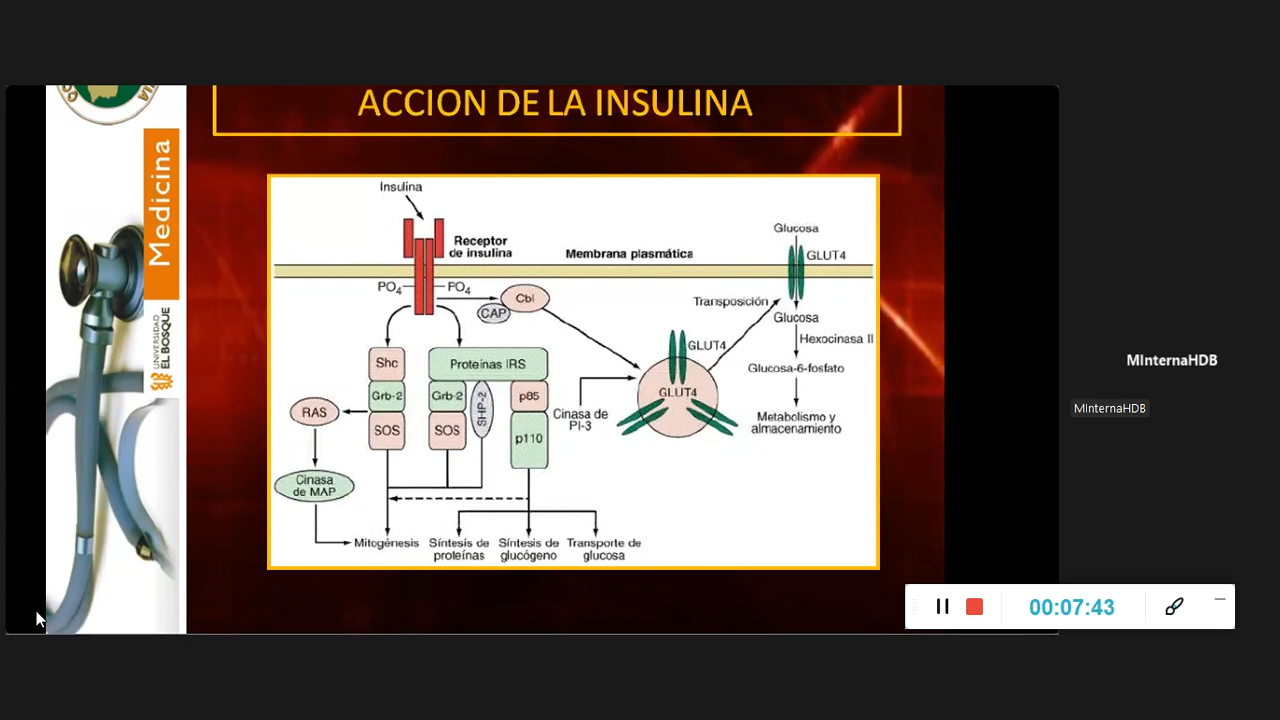 ACCION DE LA INSULINA
Medicina
UNIVERSIDAD
EL BOSQUE
Insulina
Receptor
de insulina
Membrana plasmática
Glucosa
GLUT4
PO4
PO4
Cbl
CAP
Transposición
Glucosa
Hexocinasa II
GLUT4
Glucosa-6-fosfato
Shc
Proteínas IRS
Grb-2
Grb-2
SHP-2
p85
GLUT4
Cinasa de
PI-3
Metabolismo y
almacenamiento
RAS
SOS
SOS
p110
Cinasa
de MAP
Mitogénesis
Síntesis de
proteínas
Síntesis de
glucógeno
Transporte de
glucosa
MInternaHDB
MInternaHDB
00:07:43